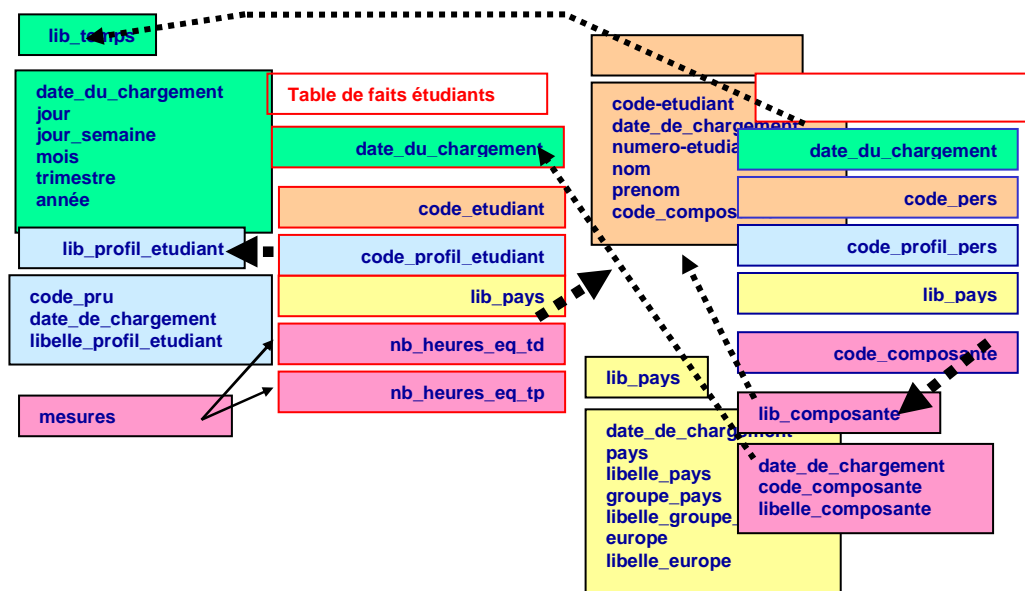 lib_temps
date_du_chargement
jour
jour_semaine
mois
trimestre
année
lib_profil_etudiant
code_pru
date_de_chargement
libelle_profil_etudiant
mesures
Table de faits étudiants
date_du_chargement
code_etudiant
code_profil_etudiant
lib_pays
nb_heures_eq_td
nb_heures_eq_tp
code-etudiant
date_de_chargement
numero-etudia
nom
prenom
code_compos
lib_pays
date_de_chargement
pays
libelle_pays
groupe_pays
libelle_groupe_
europe
libelle_europe
date_du_chargement
code_pers
code_profil_pers
lib_pays
code_composante
lib_composante
date_de_chargement
code_composante
libelle_composante